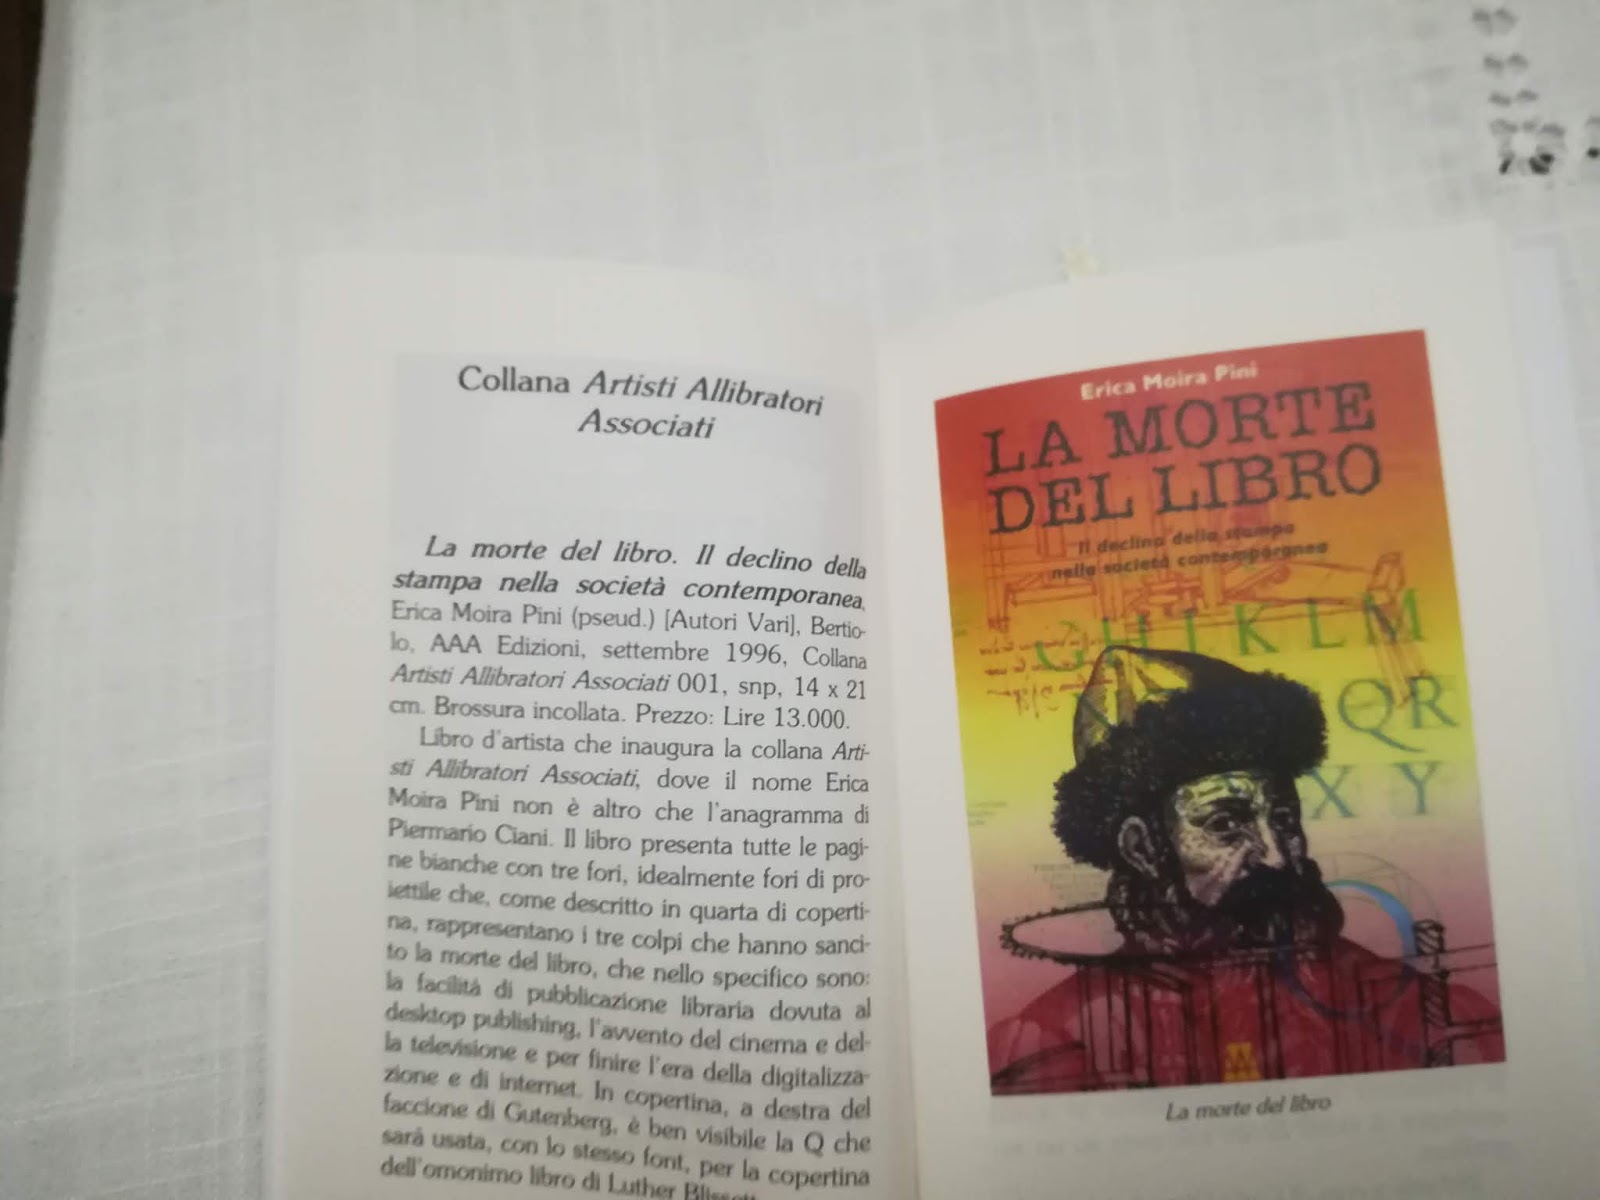 Collana Artisti Allibratori
Associati
La morte del libro. Il declino della
stampa nella società contemporanea,
Erica Moira Pini (pseud.) [Autori Vari], Bertio-
lo, AAA Edizioni, settembre 1996, Collana
Artisti Allibratori Associati 001, snp, 14 x 21
cm. Brossura incollata. Prezzo: Lire 13.000.
Libro d'artista che inaugura la collana Arti-
sti Allibratori Associati, dove il nome Erica
Moira Pini non è altro che l'anagramma di
Piermario Ciani. Il libro presenta tutte le pagi-
ne bianche con tre fori, idealmente fori di pro-
iettile che, come descritto in quarta di coperti-
na, rappresentano i tre colpi che hanno sanci-
to la morte del libro, che nello specifico sono:
la facilità di pubblicazione libraria dovuta al
desktop publishing, l'avvento del cinema e del-
la televisione e per finire l'era della digitalizza-
zione e di internet. In copertina, a destra del
faccione di Gutenberg, è ben visibile la Q che
sarà usata, con lo stesso font, per la copertina
dell'omonimo libro di Luther
Erica Moira Pini
LA MORTE
DEL LIBRO
Il declino della stampa
nella società contemporanea
GHIKLM
QR
XY
La morte del libro